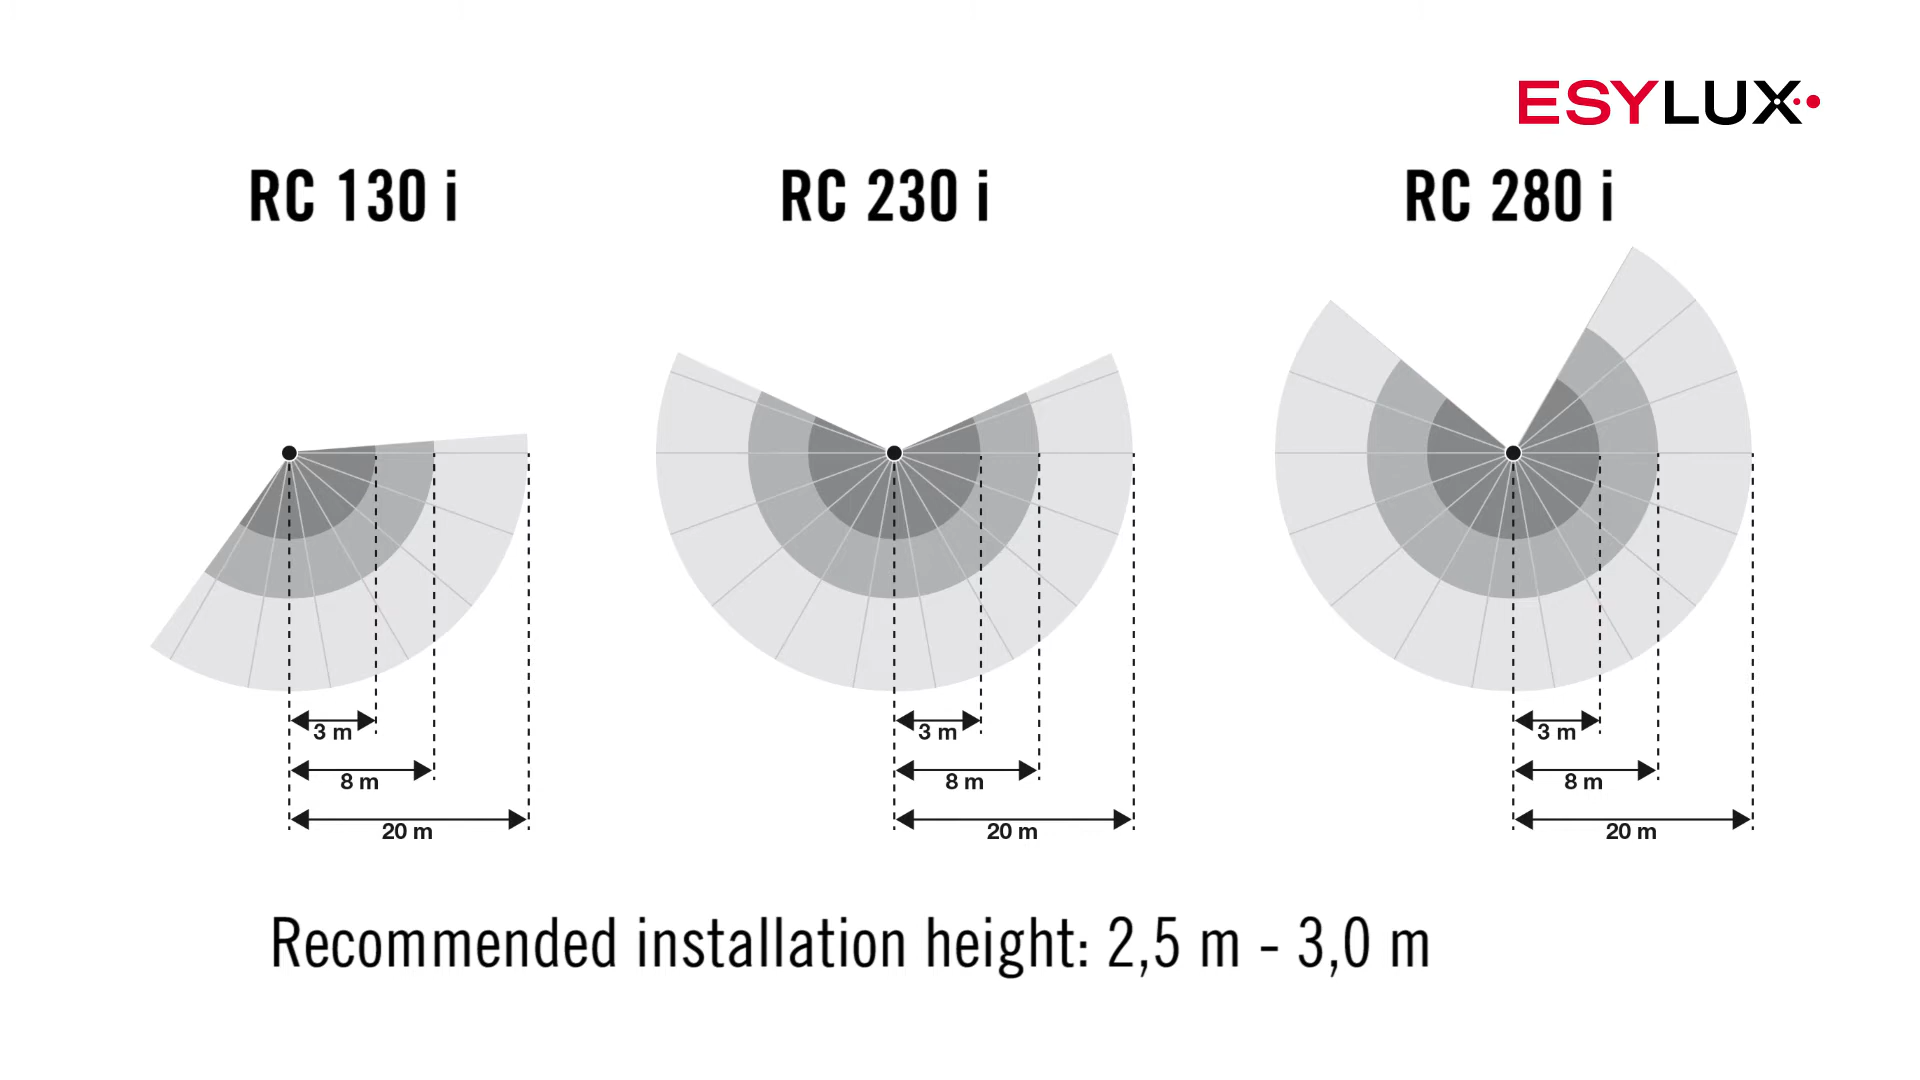 ESYLUX
RC 130 i
RC 230 i
RC 280 i
3 m
8 m
20 m
3 m
8 m
20 m
3 m
8 m
20 m
Recommended installation height: 2,5 m - 3,0 m